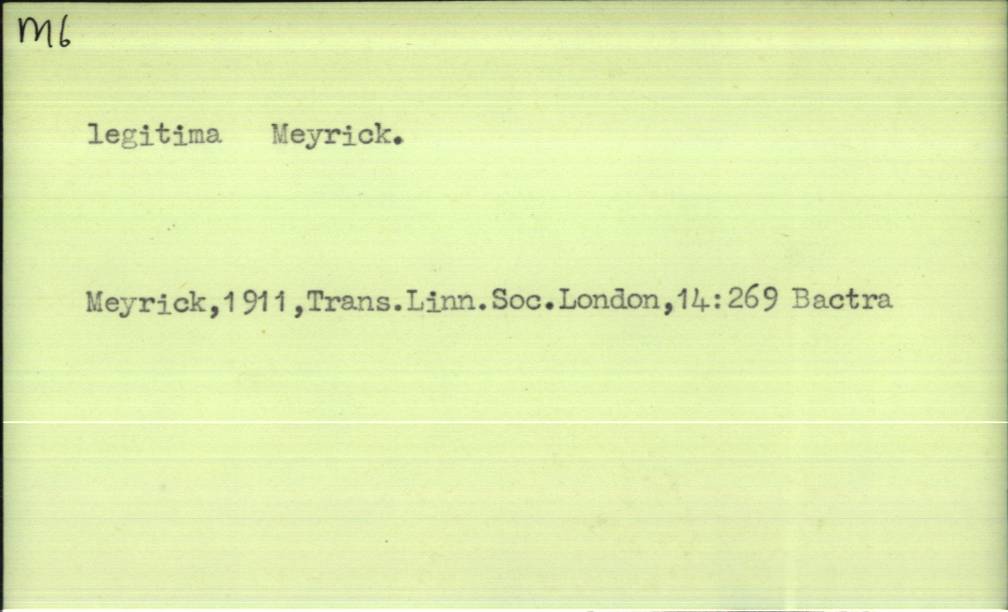 M6
legitima Meyrick.
Meyrick,1911,Trans.Linn.Soc.London,14:269 Bactra